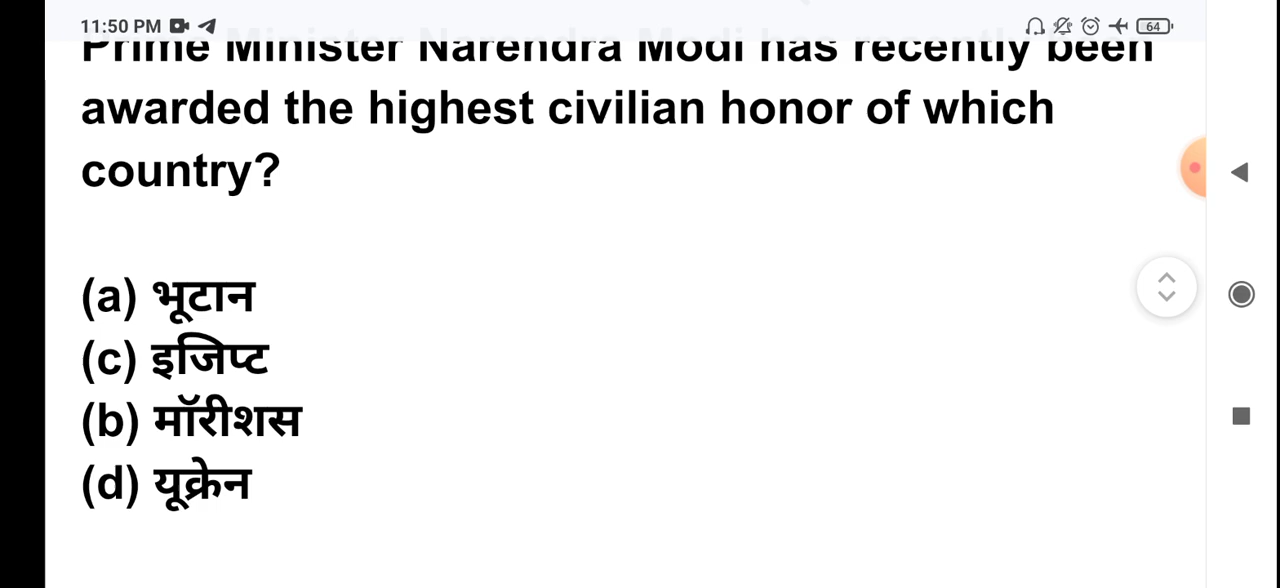 11:50 PM 64
Prime Minister Narendra Modi has recently been
awarded the highest civilian honor of which
country?
(a) भूटान
(c) इजिप्ट
(b) मॉरीशस
(d) यूक्रेन